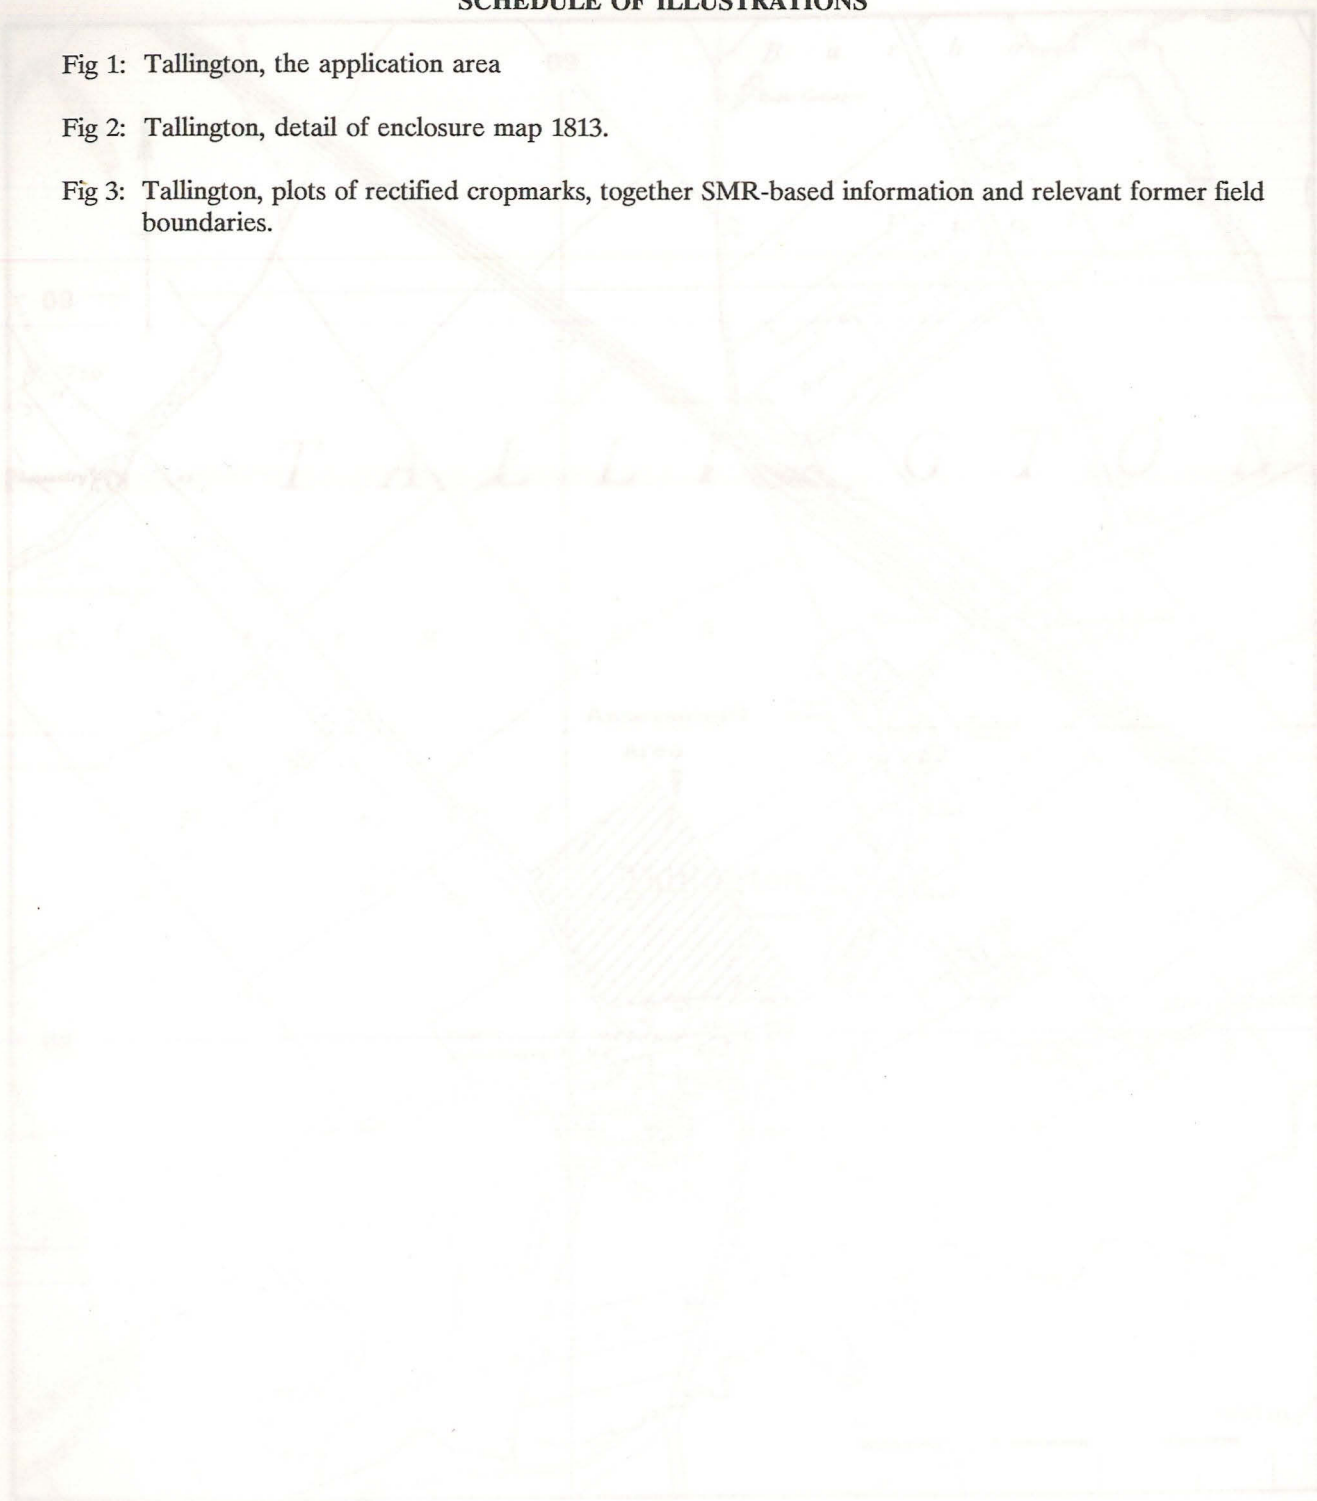 SCHEDULE OF ILLUSTRATIONS
Fig 1: Tallington, the application area
Fig 2: Tallington, detail of enclosure map 1813.
Fig 3: Tallington, plots of rectified cropmarks, together SMR-based information and relevant former field
boundaries.